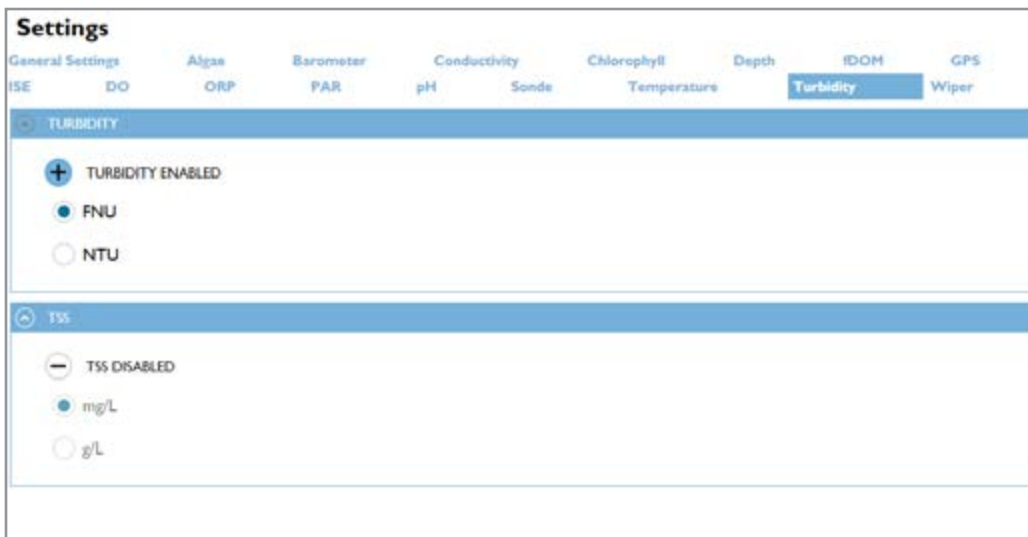 Settings
General Settings Algae Barometer Conductivity Chlorophyll Depth fDOM GPS
ISE DO ORP PAR pH Sonde Temperature Turbidity Wiper
TURBIDITY
TURBIDITY ENABLED
FNU
NTU
TSS
TSS DISABLED
mg/L
g/L